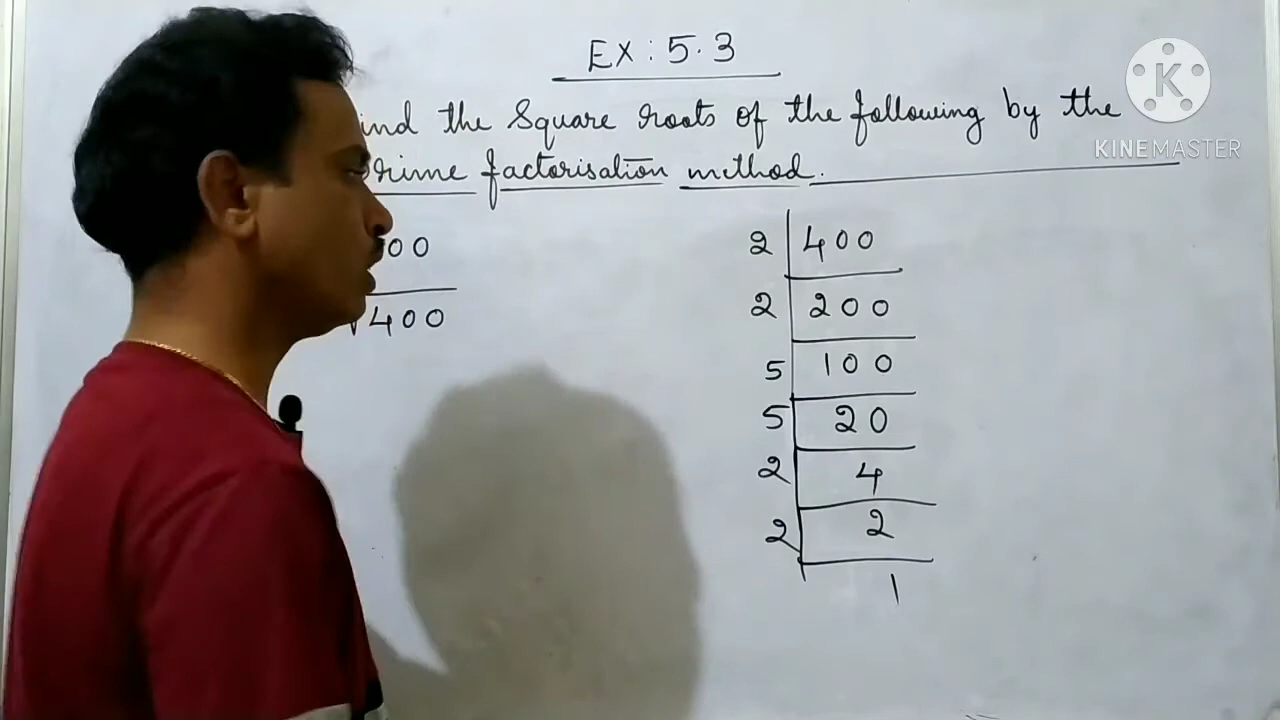 EX : 5.3
K
ind the Square roots of the following by the
KINEMASTER
rime factorisation method.
00
√400
2 | 400
2 | 200
5 | 100
5 | 20
2 | 4
2 | 2
1